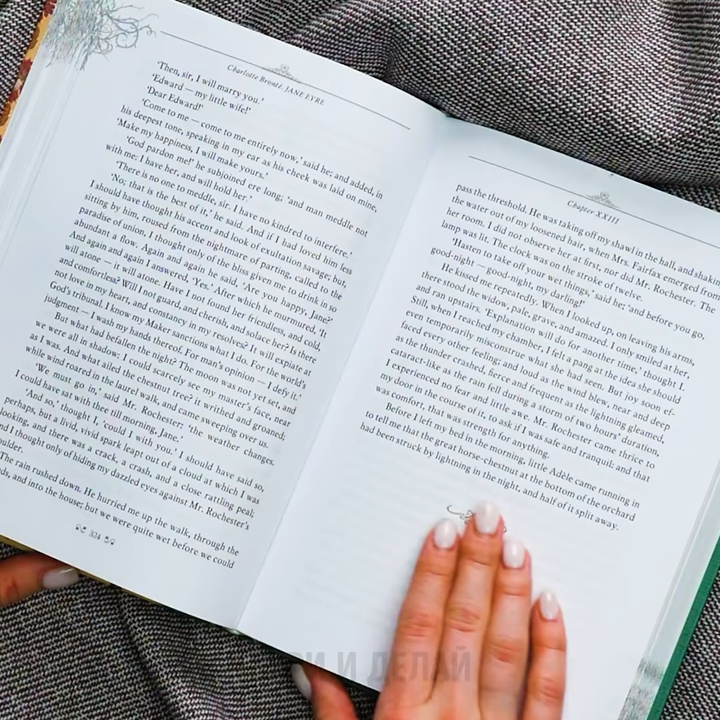 Charlotte Brontë. JANE EYRE
'Then, sir, I will marry you.'
'Edward — my little wife!'
'Dear Edward!'
'Come to me — come to me entirely now,' said he; and added, in
his deepest tone, speaking in my ear as his cheek was laid on mine,
'Make my happiness, I will make yours.'
'God pardon me!' he subjoined ere long, 'and man meddle not
with me: I have her, and will hold her.'
'There is no one to meddle, sir. I have no kindred to interfere.'
'No; that is the best of it,' he said. And if I had loved him less
I should have thought his accent and look of exultation savage; but,
sitting by him, roused from the nightmare of parting, called to the
paradise of union, I thought only of the bliss given me to drink in so
abundant a flow. Again and again he said, 'Are you happy, Jane?'
And again and again I answered, 'Yes.' After which he murmured, 'It
will atone — it will atone. Have I not found her friendless, and cold,
and comfortless? Will I not guard, and cherish, and solace her? Is there
not love in my heart, and constancy in my resolves? It will expiate at
God's tribunal. I know my Maker sanctions what I do. For the world's
judgment — I wash my hands thereof. For man's opinion — I defy it.'
But what had befallen the night? The moon was not yet set, and
we were all in shadow: I could scarcely see my master's face, near
as I was. And what ailed the chestnut tree? it writhed and groaned;
while wind roared in the laurel walk, and came sweeping over us.
'We must go in,' said Mr. Rochester: 'the weather changes.
I could have sat with thee till morning, Jane.'
'And so,' thought I, 'could I with you.' I should have said so,
perhaps, but a livid, vivid spark leapt out of a cloud at which I was
looking, and there was a crack, a crash, and a close rattling peal;
and I thought only of hiding my dazzled eyes against Mr. Rochester's
shoulder.
The rain rushed down. He hurried me up the walk, through the
and into the house; but we were quite wet before we could
324
Chapter XXIII
pass the threshold. He was taking off my shawl in the hall, and shaking
the water out of my loosened hair, when Mrs. Fairfax emerged from
her room. I did not observe her at first, nor did Mr. Rochester. The
lamp was lit. The clock was on the stroke of twelve.
'Hasten to take off your wet things,' said he; 'and before you go,
good-night — good-night, my darling!'
He kissed me repeatedly. When I looked up, on leaving his arms,
there stood the widow, pale, grave, and amazed. I only smiled at her,
and ran upstairs. 'Explanation will do for another time,' thought I.
Still, when I reached my chamber, I felt a pang at the idea she should
even temporarily misconstrue what she had seen. But joy soon ef-
faced every other feeling; and loud as the wind blew, near and deep
as the thunder crashed, fierce and frequent as the lightning gleamed,
cataract-like as the rain fell during a storm of two hours' duration,
I experienced no fear and little awe. Mr. Rochester came thrice to
my door in the course of it, to ask if I was safe and tranquil: and that
was comfort, that was strength for anything.
Before I left my bed in the morning, little Adèle came running in
to tell me that the great horse-chestnut at the bottom of the orchard
had been struck by lightning in the night, and half of it split away.
И ДЕЛАЙ